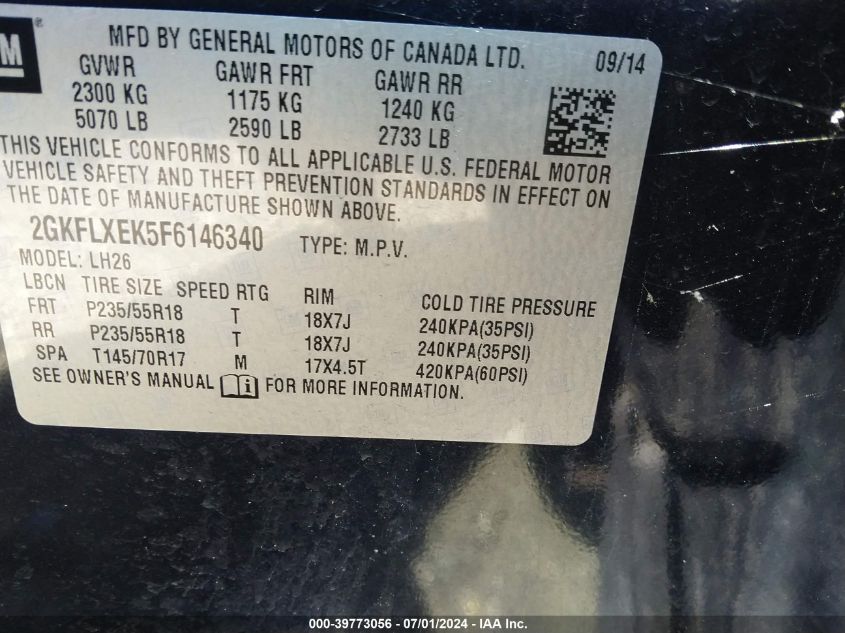 GM ®
MFD BY GENERAL MOTORS OF CANADA LTD. 09/14
GVWR GAWR FRT GAWR RR
2300 KG 1175 KG 1240 KG
5070 LB 2590 LB 2733 LB
THIS VEHICLE CONFORMS TO ALL APPLICABLE U.S. FEDERAL MOTOR
VEHICLE SAFETY AND THEFT PREVENTION STANDARDS IN EFFECT ON
THE DATE OF MANUFACTURE SHOWN ABOVE.
2GKFLXEK5F6146340 TYPE: M.P.V.
MODEL: LH26
LBCN TIRE SIZE SPEED RTG RIM COLD TIRE PRESSURE
FRT P235/55R18 T 18X7J 240KPA(35PSI)
RR P235/55R18 T 18X7J 240KPA(35PSI)
SPA T145/70R17 M 17X4.5T 420KPA(60PSI)
SEE OWNER'S MANUAL i FOR MORE INFORMATION.
000-39773056 - 07/01/2024 - IAA Inc.